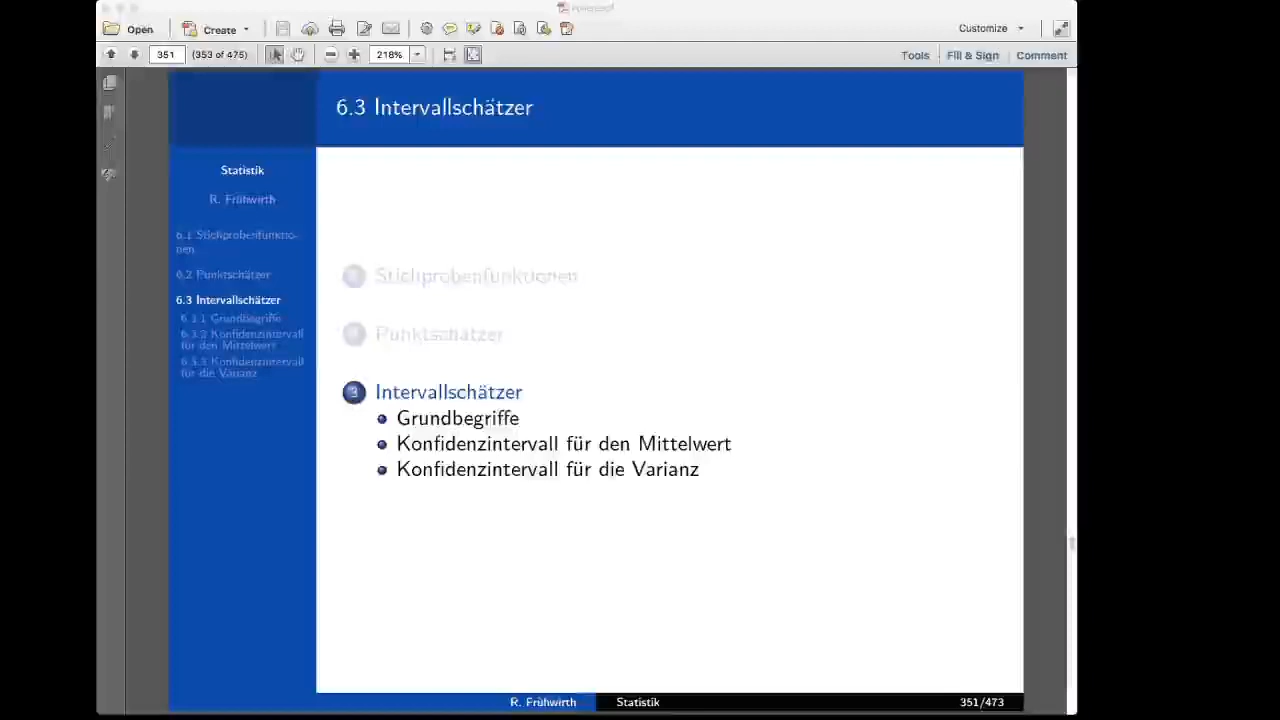 Open
Create
Customize
351
(353 of 475)
218%
Tools
Fill & Sign
Comment
6.3 Intervallschätzer
Statistik
R. Frühwirth
6.1 Stichprobenfunktio-
nen
6.2 Punktschätzer
6.3 Intervallschätzer
6.3.1 Grundbegriffe
6.3.2 Konfidenzintervall
für den Mittelwert
6.3.3 Konfidenzintervall
für die Varianz
Stichprobenfunktionen
Punktschätzer
3 Intervallschätzer
Grundbegriffe
Konfidenzintervall für den Mittelwert
Konfidenzintervall für die Varianz
R. Frühwirth
Statistik
351/473